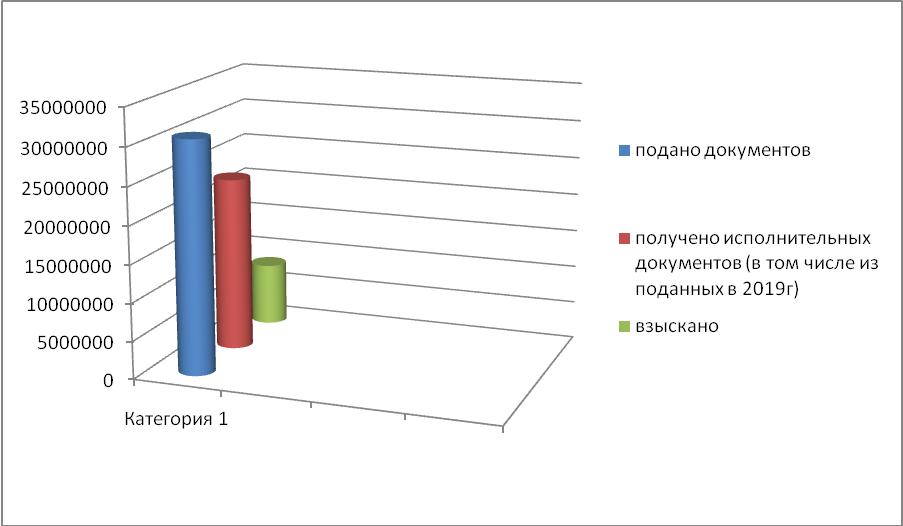 35000000
30000000
25000000
20000000
15000000
10000000
5000000
0
Категория 1
подано документов
получено исполнительных
документов (в том числе из
поданных в 2019г)
взыскано